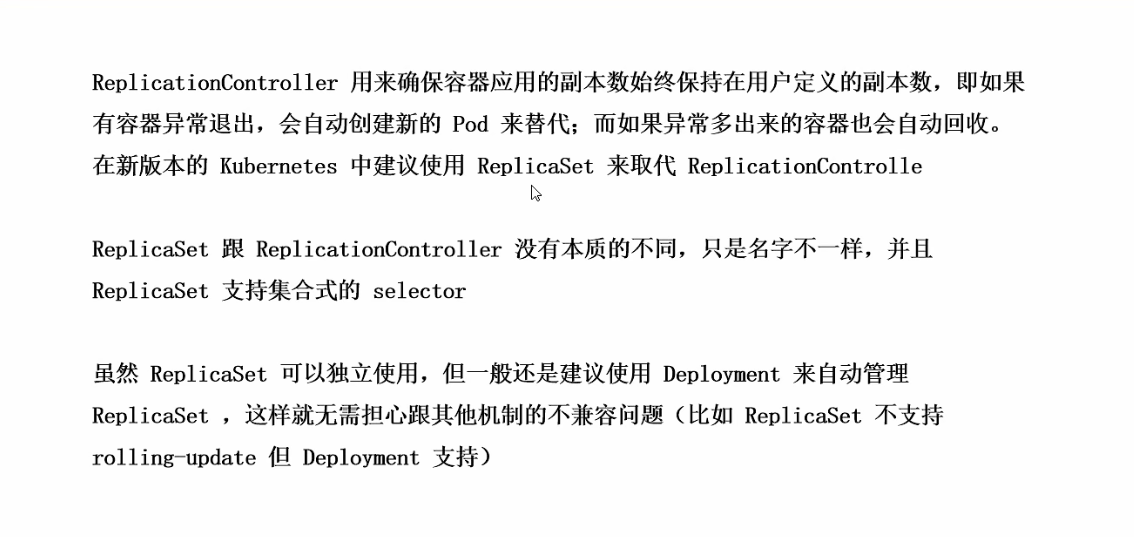 ReplicationController 用来确保容器应用的副本数始终保持在用户定义的副本数，即如果
有容器异常退出，会自动创建新的 Pod 来替代；而如果异常多出来的容器也会自动回收。
在新版本的 Kubernetes 中建议使用 ReplicaSet 来取代 ReplicationControlle
ReplicaSet 跟 ReplicationController 没有本质的不同，只是名字不一样，并且
ReplicaSet 支持集合式的 selector
虽然 ReplicaSet 可以独立使用，但一般还是建议使用 Deployment 来自动管理
ReplicaSet ，这样就无需担心跟其他机制的不兼容问题（比如 ReplicaSet 不支持
rolling-update 但 Deployment 支持）